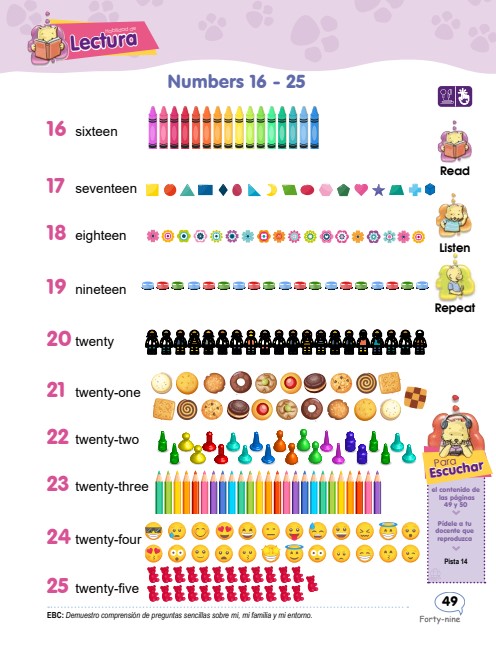 Lectura
Numbers 16 - 25
16 sixteen
Read
17 seventeen
18 eighteen
Listen
19 nineteen
Repeat
20 twenty
21 twenty-one
22 twenty-two
Para
Escuchar
23 twenty-three
el contenido de
las páginas
49 y 50
Pídele a tu
docente que
reproduzca
24 twenty-four
Pista 14
25 twenty-five
49
EBC: Demuestro comprensión de preguntas sencillas sobre mí, mi familia y mi entorno.
Forty-nine